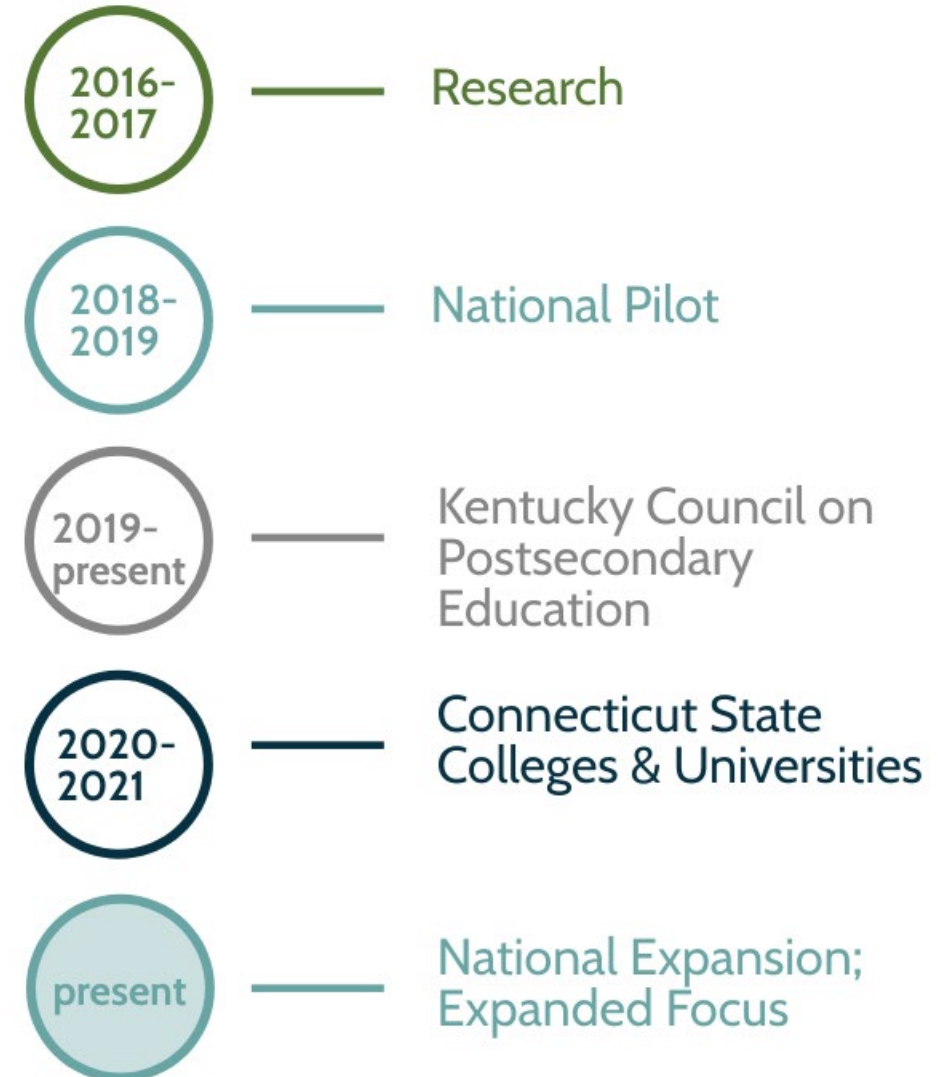 2016-
2017
Research
2018-
2019
National Pilot
2019-
present
Kentucky Council on
Postsecondary
Education
2020-
2021
Connecticut State
Colleges & Universities
present
National Expansion;
Expanded Focus